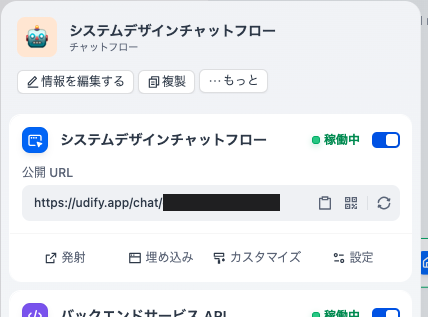 システムデザインチャットフロー
チャットフロー
情報を編集する 複製 ··· もっと
システムデザインチャットフロー 稼働中
公開 URL
https://udify.app/chat/
発射 埋め込み カスタマイズ 設定
バックエンドサービス API 稼働中